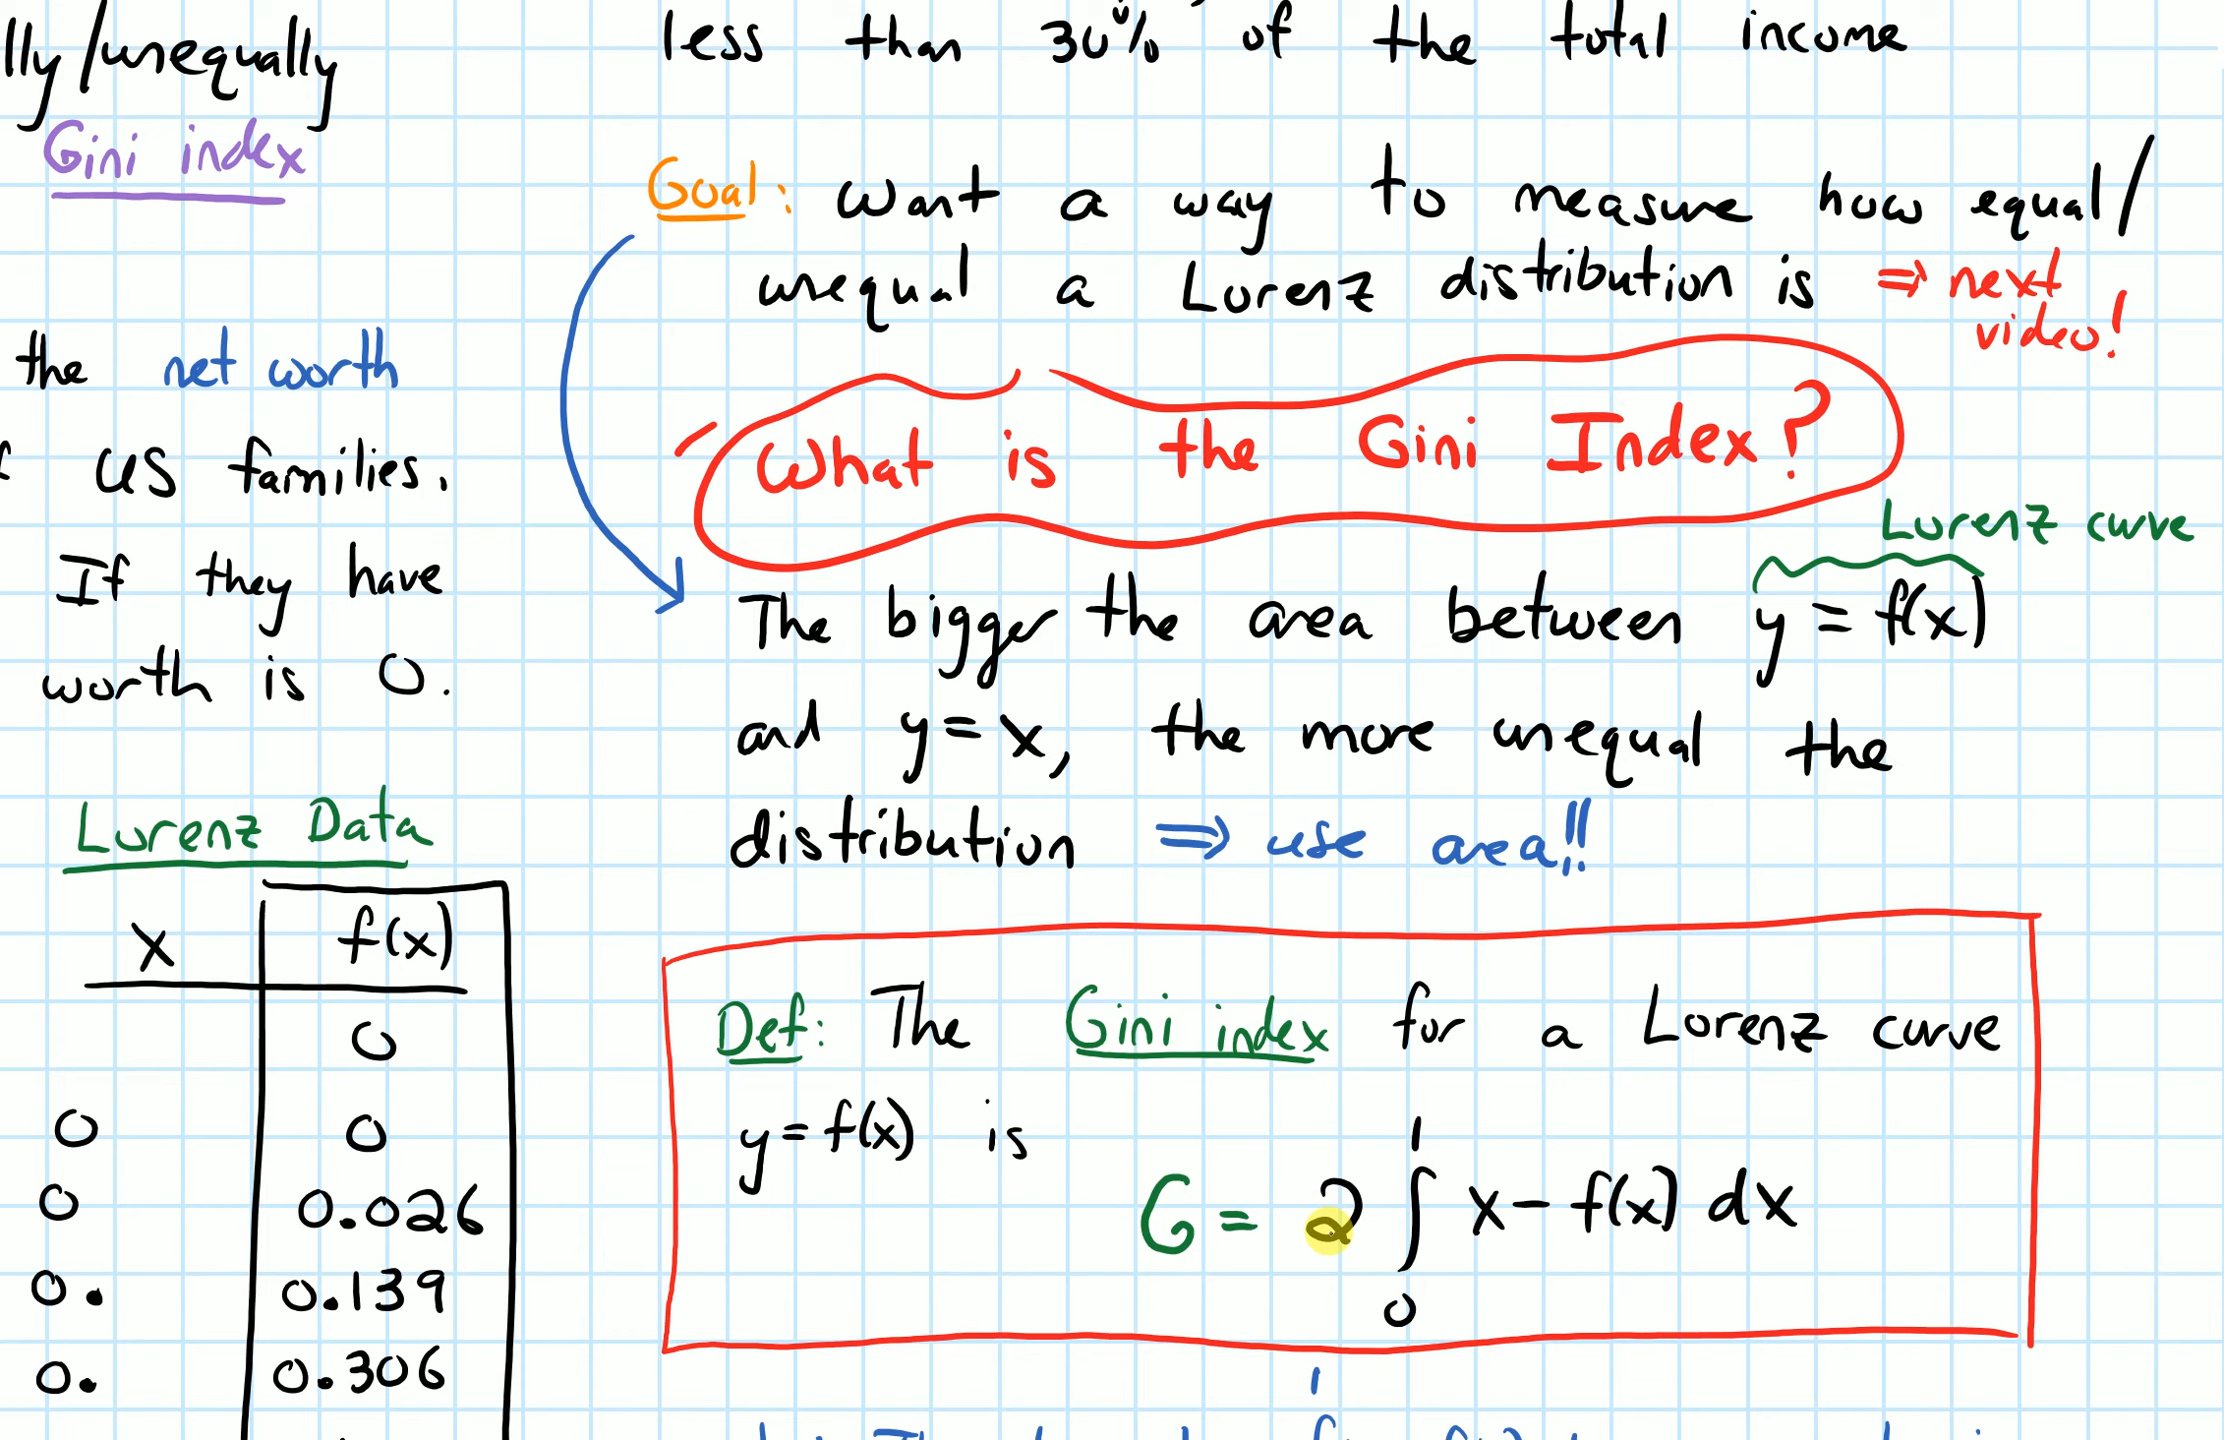 lly/unequally
Gini index
the net worth
US families.
If they have
worth is 0.
Lorenz Data
x f(x)
0
0 0
0 0.026
0. 0.139
0. 0.306
less than 30% of the total income
Goal: Want a way to measure how equal/
unequal a Lorenz distribution is ⇒ next
video!
What is the Gini Index?
Lorenz curve
The bigger the area between y = f(x)
and y = x, the more unequal the
distribution ⇒ use area!!
Def: The Gini index for a Lorenz curve
y = f(x) is
G = 2 ∫₀¹ x - f(x) dx